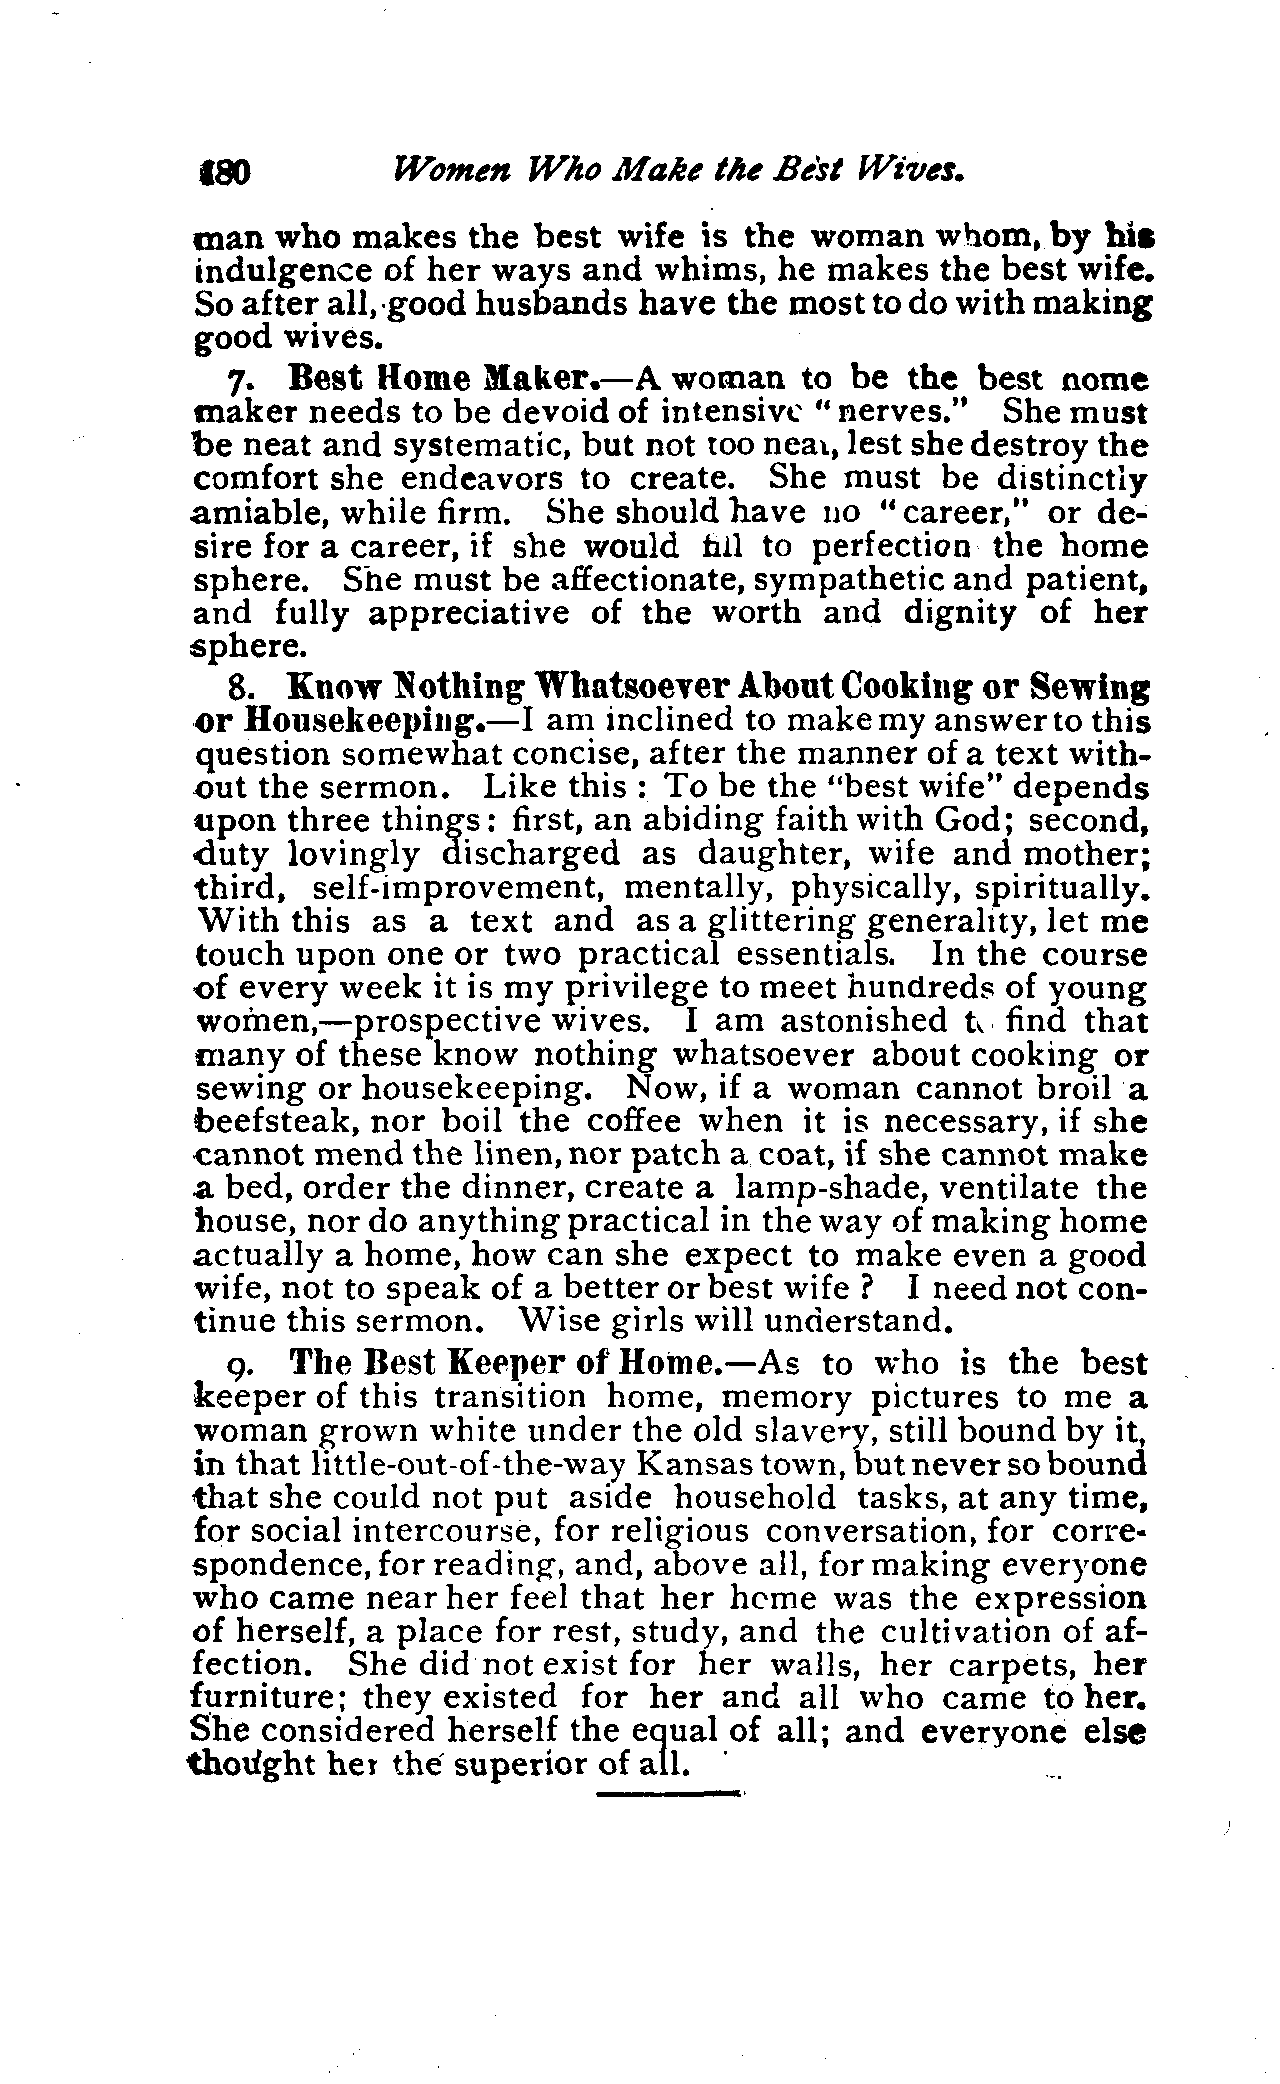 180 Women Who Make the Best Wives.
man who makes the best wife is the woman whom, by his
indulgence of her ways and whims, he makes the best wife.
So after all, good husbands have the most to do with making
good wives.
7. Best Home Maker.—A woman to be the best nome
maker needs to be devoid of intensive "nerves." She must
be neat and systematic, but not too neat, lest she destroy the
comfort she endeavors to create. She must be distinctly
amiable, while firm. She should have no "career," or de-
sire for a career, if she would fill to perfection the home
sphere. She must be affectionate, sympathetic and patient,
and fully appreciative of the worth and dignity of her
sphere.
8. Know Nothing Whatsoever About Cooking or Sewing
or Housekeeping.—I am inclined to make my answer to this
question somewhat concise, after the manner of a text with-
out the sermon. Like this : To be the "best wife" depends
upon three things: first, an abiding faith with God; second,
duty lovingly discharged as daughter, wife and mother;
third, self-improvement, mentally, physically, spiritually.
With this as a text and as a glittering generality, let me
touch upon one or two practical essentials. In the course
of every week it is my privilege to meet hundreds of young
women,—prospective wives. I am astonished to find that
many of these know nothing whatsoever about cooking or
sewing or housekeeping. Now, if a woman cannot broil a
beefsteak, nor boil the coffee when it is necessary, if she
cannot mend the linen, nor patch a coat, if she cannot make
a bed, order the dinner, create a lamp-shade, ventilate the
house, nor do anything practical in the way of making home
actually a home, how can she expect to make even a good
wife, not to speak of a better or best wife ? I need not con-
tinue this sermon. Wise girls will understand.
9. The Best Keeper of Home.—As to who is the best
keeper of this transition home, memory pictures to me a
woman grown white under the old slavery, still bound by it,
in that little-out-of-the-way Kansas town, but never so bound
that she could not put aside household tasks, at any time,
for social intercourse, for religious conversation, for corre-
spondence, for reading, and, above all, for making everyone
who came near her feel that her home was the expression
of herself, a place for rest, study, and the cultivation of af-
fection. She did not exist for her walls, her carpets, her
furniture; they existed for her and all who came to her.
She considered herself the equal of all; and everyone else
thought her the superior of all.